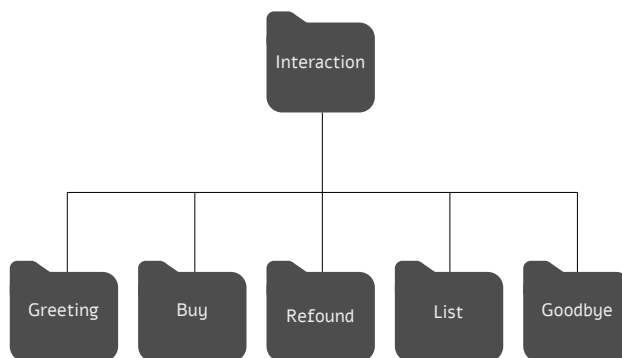 Interaction
Greeting
Buy
Refound
List
Goodbye